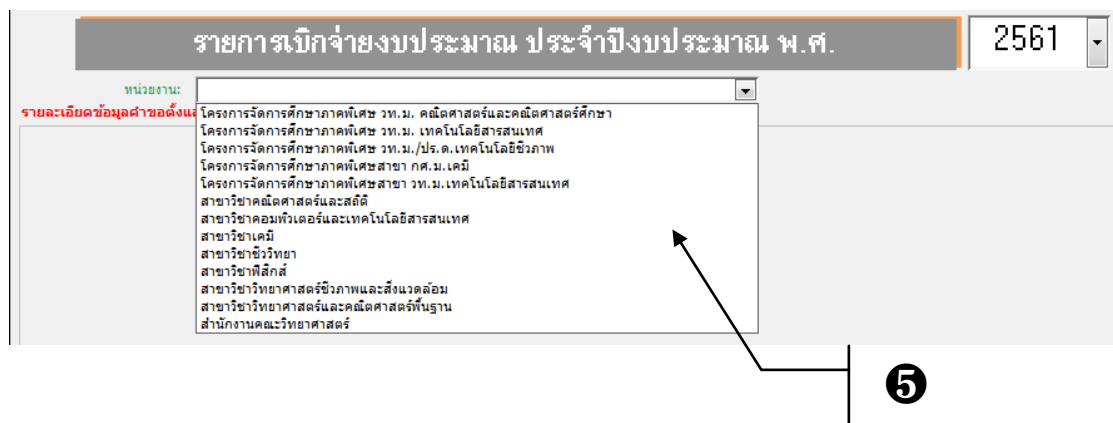 รายการเบิกจ่ายงบประมาณ ประจำปีงบประมาณ พ.ศ. 2561
หน่วยงาน:
รายละเอียดข้อมูลคำขอตั้งและ
โครงการจัดการศึกษาภาคพิเศษ วท.ม. คณิตศาสตร์และคณิตศาสตร์ศึกษา
โครงการจัดการศึกษาภาคพิเศษ วท.ม. เทคโนโลยีสารสนเทศ
โครงการจัดการศึกษาภาคพิเศษ วท.ม./ปร.ด.เทคโนโลยีชีวภาพ
โครงการจัดการศึกษาภาคพิเศษสาขา กศ.ม.เคมี
โครงการจัดการศึกษาภาคพิเศษสาขา วท.ม.เทคโนโลยีสารสนเทศ
สาขาวิชาคณิตศาสตร์และสถิติ
สาขาวิชาคอมพิวเตอร์และเทคโนโลยีสารสนเทศ
สาขาวิชาเคมี
สาขาวิชาชีววิทยา
สาขาวิชาฟิสิกส์
สาขาวิชาวิทยาศาสตร์ชีวภาพและสิ่งแวดล้อม
สาขาวิชาวิทยาศาสตร์และคณิตศาสตร์พื้นฐาน
สำนักงานคณะวิทยาศาสตร์
❺